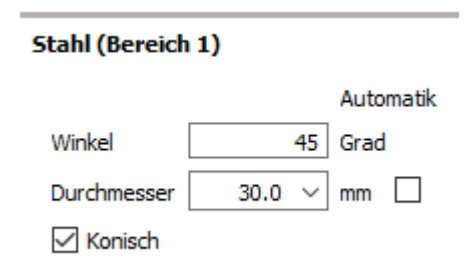 Stahl (Bereich 1)
Automatik
Winkel 45 Grad
Durchmesser 30.0 mm
Konisch